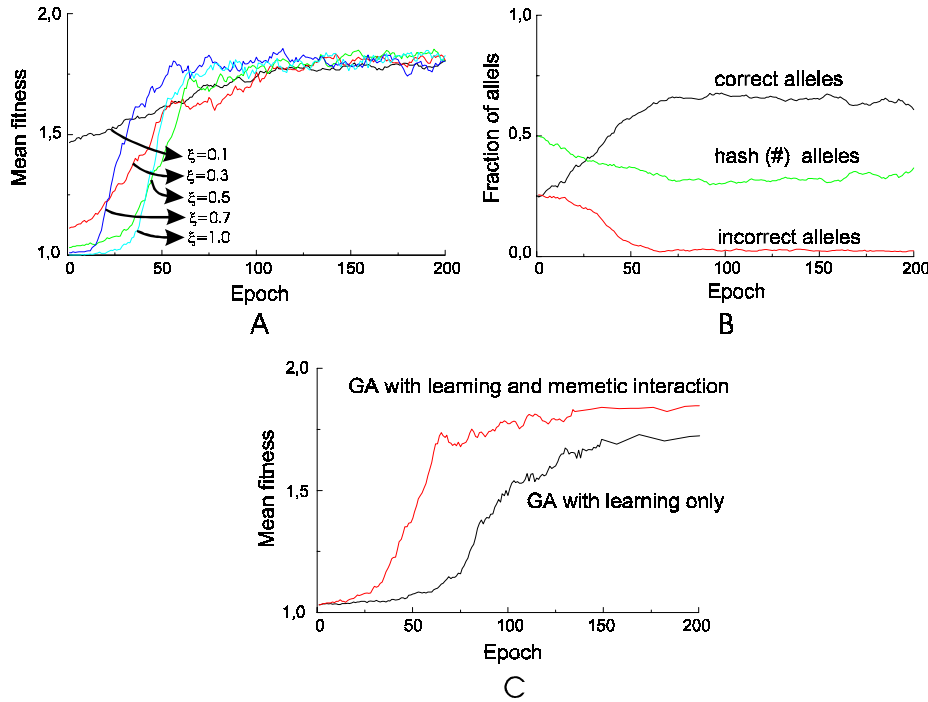 2,0
1,5
1,0
Mean fitness
ξ=0.1
ξ=0.3
ξ=0.5
ξ=0.7
ξ=1.0
0 50 100 150 200
Epoch
A
1,0
0,5
0,0
Fraction of allels
correct alleles
hash (#) alleles
incorrect alleles
0 50 100 150 200
Epoch
B
2,0
1,5
1,0
Mean fitness
GA with learning and memetic interaction
GA with learning only
0 50 100 150 200
Epoch
C